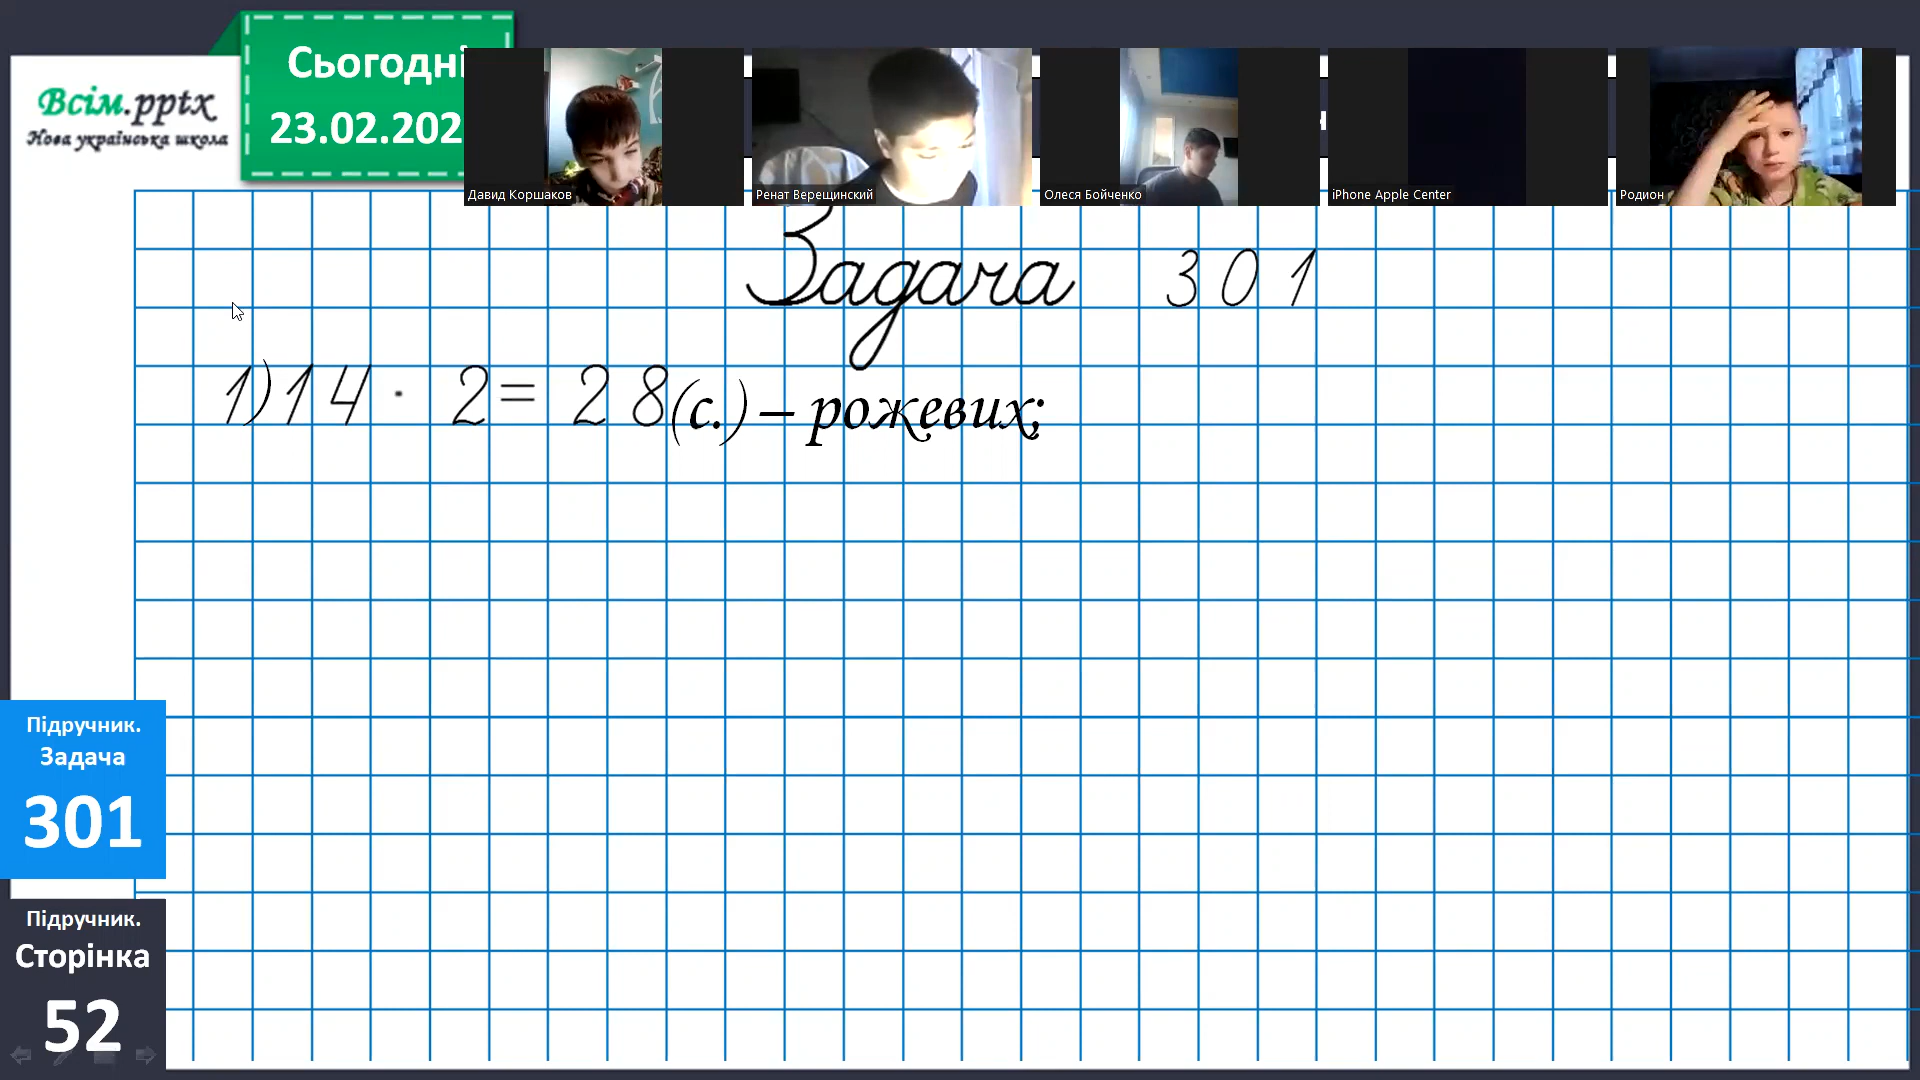 Сьогодні
23.02.202
Всім.pptx
Нова українська школа
Давид Коршаков
Ренат Верещинский
Олеся Бойченко
iPhone Apple Center
Родион
Задача 301
1) 14 · 2 = 28 (с.) – рожевих;
Підручник.
Задача
301
Підручник.
Сторінка
52